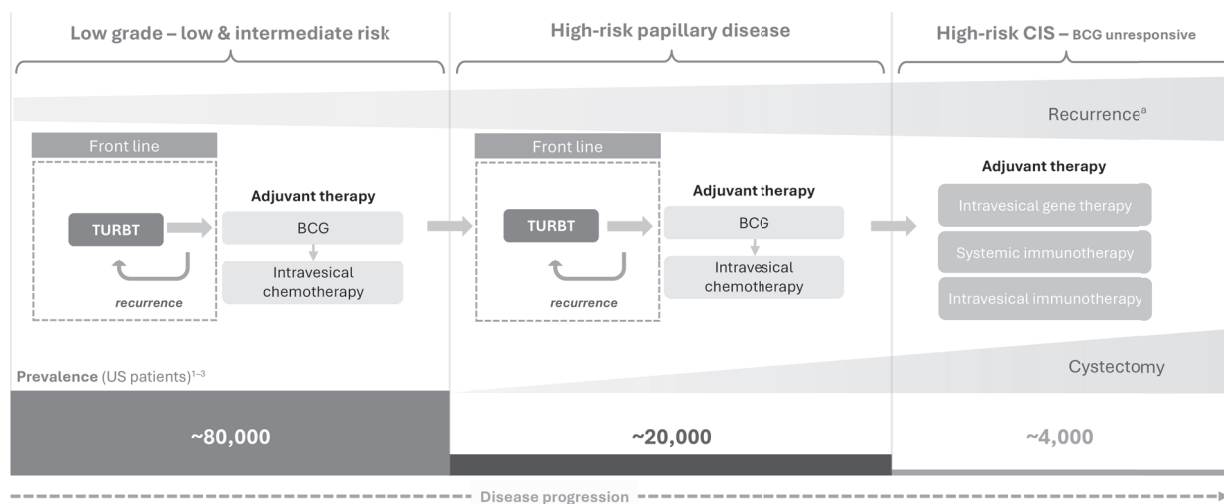 Low grade – low & intermediate risk
High-risk papillary disease
High-risk CIS – BCG unresponsive
Recurrenceᵃ
Front line
TURBT
recurrence
Adjuvant therapy
BCG
Intravesical
chemotherapy
Front line
TURBT
recurrence
Adjuvant therapy
BCG
Intravesical
chemotherapy
Adjuvant therapy
Intravesical gene therapy
Systemic immunotherapy
Intravesical immunotherapy
Cystectomy
Prevalence (US patients)¹⁻³
~80,000
~20,000
~4,000
Disease progression